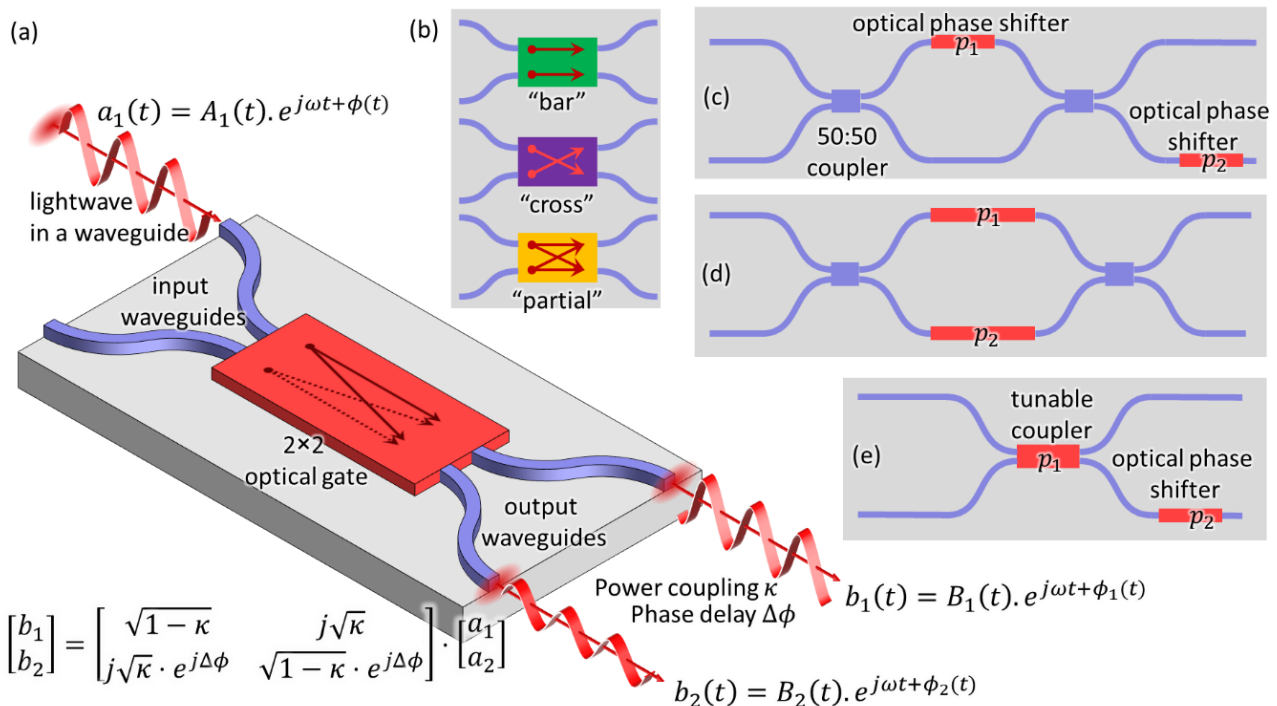 (a)
a₁(t) = A₁(t). e^{jωt+ϕ(t)}
lightwave
in a waveguide
input
waveguides
2×2
optical gate
output
waveguides
Power coupling κ
Phase delay Δϕ
b₁(t) = B₁(t). e^{jωt+ϕ₁(t)}
b₂(t) = B₂(t). e^{jωt+ϕ₂(t)}
[b₁ b₂] = [√(1 − κ) j√κ
j√κ · e^{jΔϕ} √(1 − κ) · e^{jΔϕ}] · [a₁ a₂]
(b)
“bar”
“cross”
“partial”
(c)
optical phase shifter
p₁
50:50
coupler
optical phase
shifter
p₂
(d)
p₁
p₂
(e)
tunable
coupler
p₁
optical phase
shifter
p₂